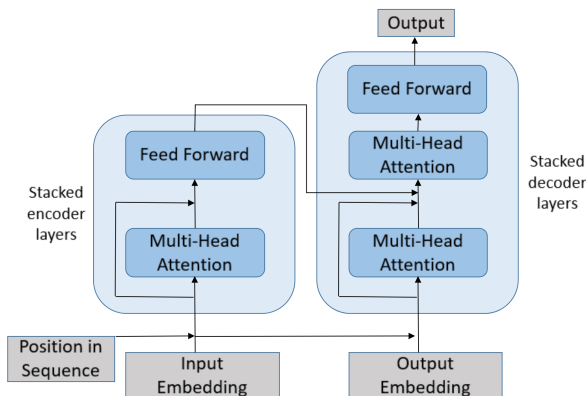 Output
Feed Forward
Multi-Head
Attention
Feed Forward
Stacked
encoder
layers
Stacked
decoder
layers
Multi-Head
Attention
Multi-Head
Attention
Position in
Sequence
Input
Embedding
Output
Embedding